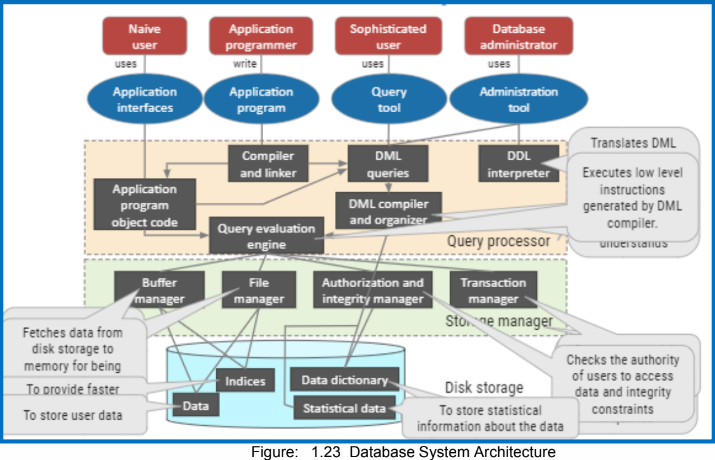 Naive
user
Application
programmer
Sophisticated
user
Database
administrator
uses
write
uses
uses
Application
interfaces
Application
program
Query
tool
Administration
tool
Compiler
and linker
DML
queries
DDL
interpreter
Translates DML
Application
program
object code
DML compiler
and organizer
Executes low level
instructions
generated by DML
compiler.
understands
Query evaluation
engine
Query processor
Buffer
manager
File
manager
Authorization and
integrity manager
Transaction
manager
Storage manager
Fetches data from
disk storage to
memory for being
Checks the authority
of users to access
data and integrity
constraints
To provide faster
To store user data
Indices
Data
Data dictionary
Statistical data
Disk storage
To store statistical
information about the data
Figure: 1.23 Database System Architecture